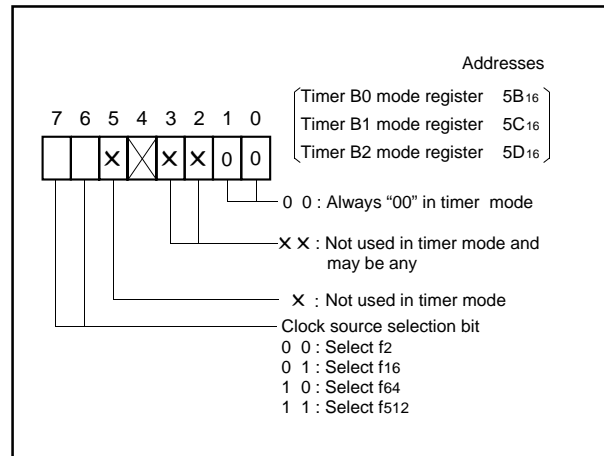 Addresses
Timer B0 mode register 5B16
Timer B1 mode register 5C16
Timer B2 mode register 5D16
7 6 5 4 3 2 1 0
× × × 0 0
0 0 : Always “00” in timer mode
× × : Not used in timer mode and
may be any
× : Not used in timer mode
Clock source selection bit
0 0 : Select f2
0 1 : Select f16
1 0 : Select f64
1 1 : Select f512